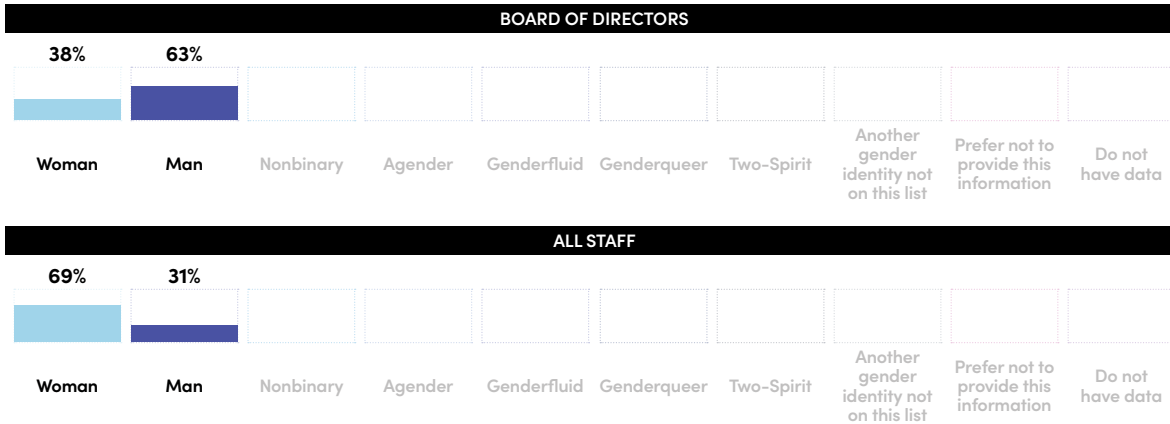 BOARD OF DIRECTORS
38% 63%
Woman Man Nonbinary Agender Genderfluid Genderqueer Two-Spirit Another gender identity not on this list Prefer not to provide this information Do not have data
ALL STAFF
69% 31%
Woman Man Nonbinary Agender Genderfluid Genderqueer Two-Spirit Another gender identity not on this list Prefer not to provide this information Do not have data